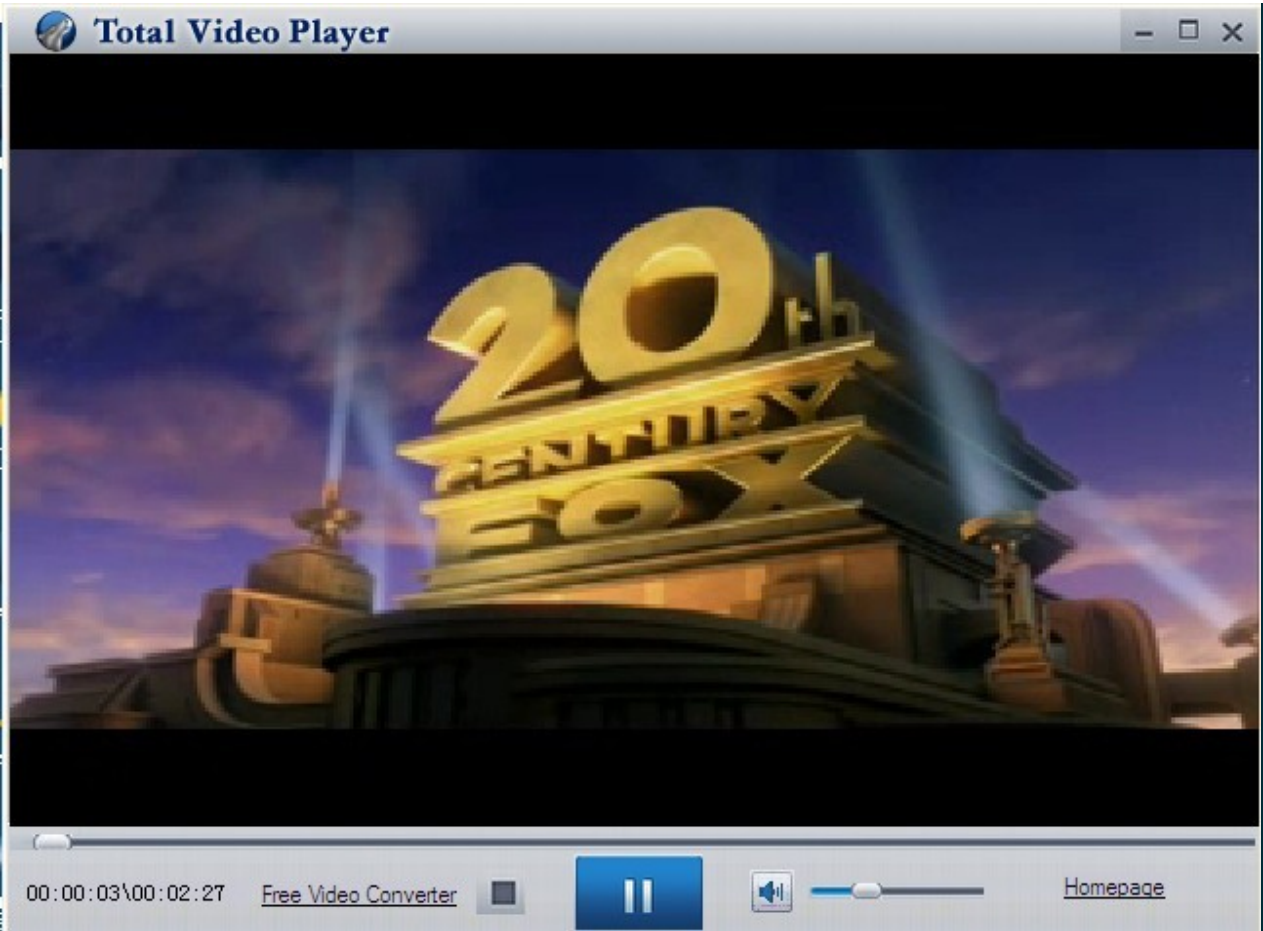 Total Video Player
20th
CENTURY
FOX
00:00:03\00:02:27 Free Video Converter Homepage